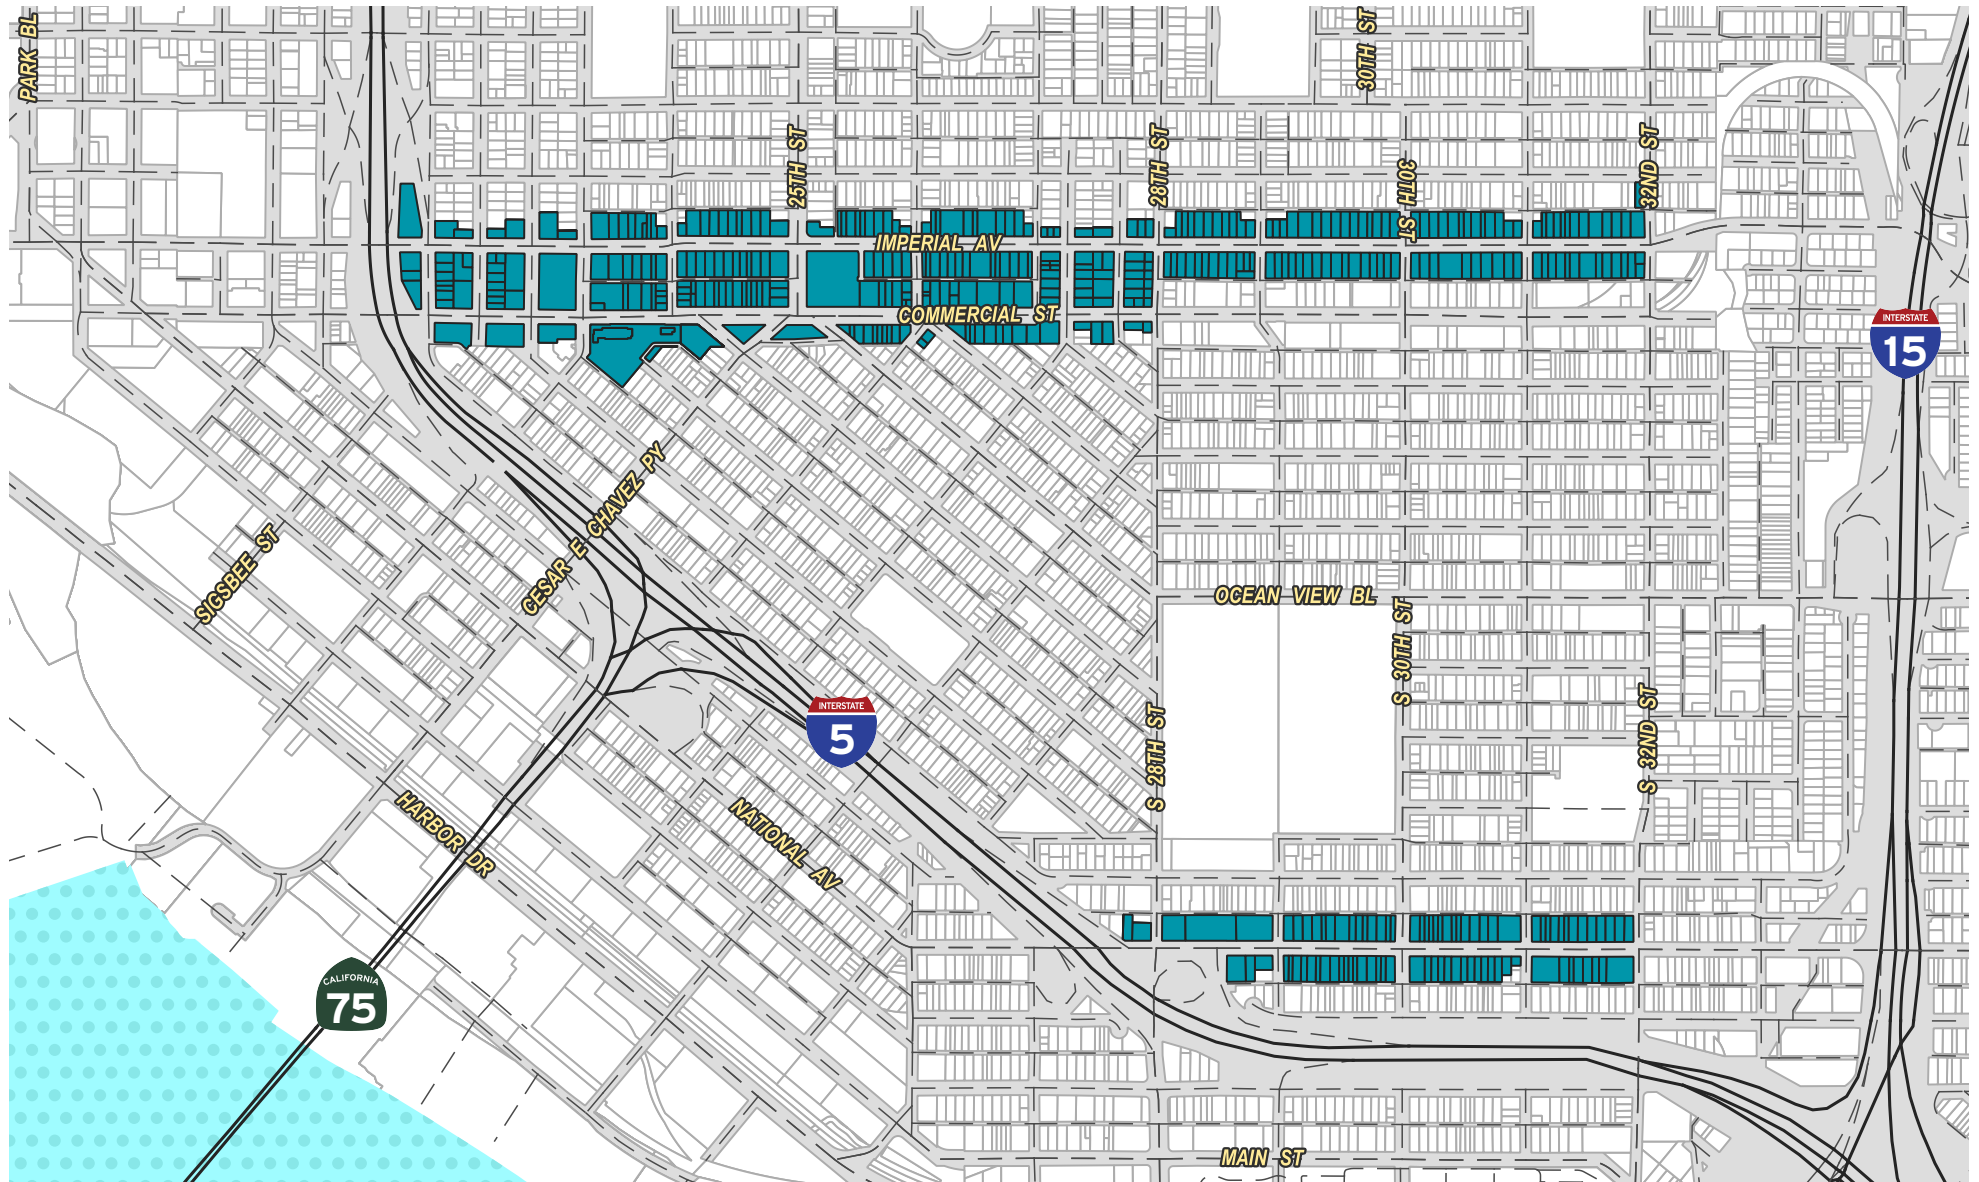 PARK BL
30TH ST
25TH ST
28TH ST
30TH ST
32ND ST
IMPERIAL AV
COMMERCIAL ST
INTERSTATE
15
CESAR E CHAVEZ PY
SIGSBEE ST
OCEAN VIEW BL
S 30TH ST
S 28TH ST
S 32ND ST
INTERSTATE
5
HARBOR DR
NATIONAL AV
CALIFORNIA
75
MAIN ST